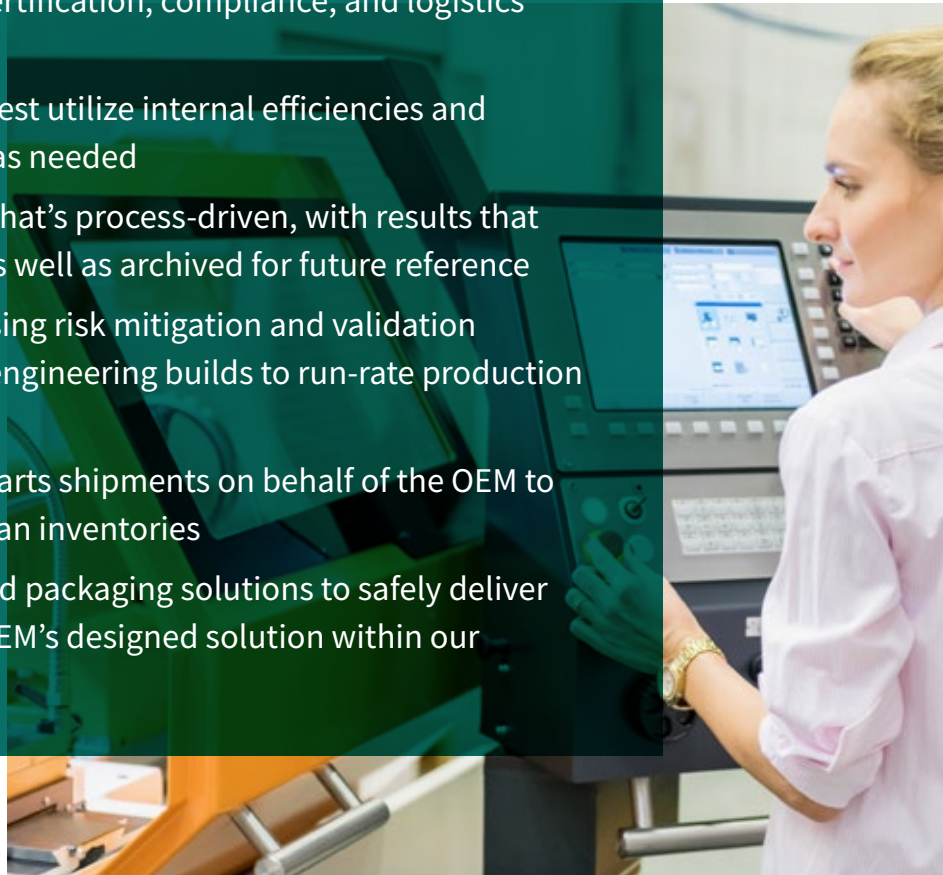 rtification, compliance, and logistics
est utilize internal efficiencies and
as needed
hat’s process-driven, with results that
s well as archived for future reference
sing risk mitigation and validation
engineering builds to run-rate production
arts shipments on behalf of the OEM to
an inventories
d packaging solutions to safely deliver
EM’s designed solution within our